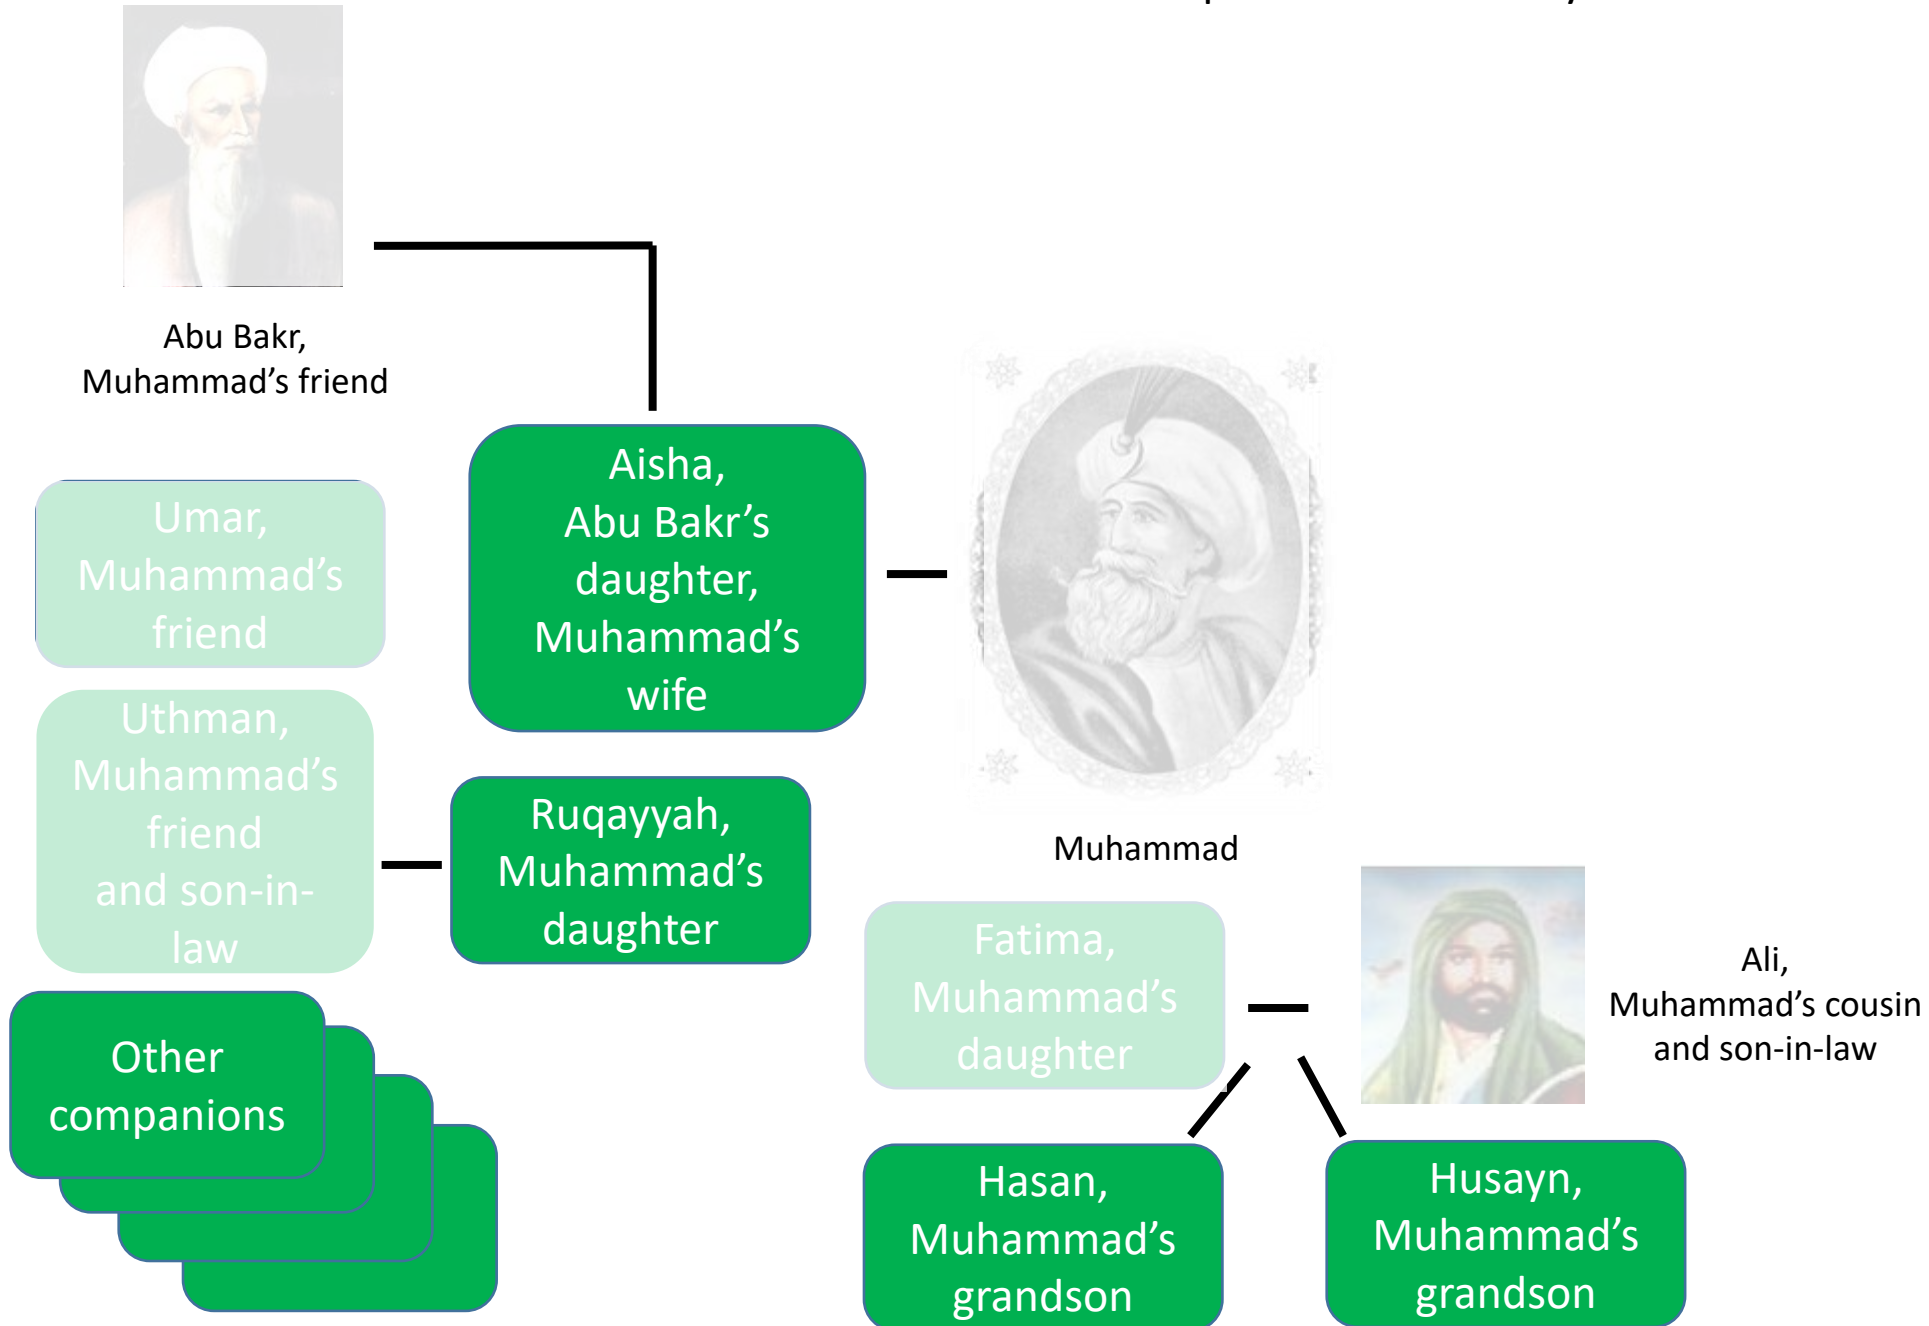 Abu Bakr,
Muhammad’s friend
Umar,
Muhammad’s
friend
Aisha,
Abu Bakr’s
daughter,
Muhammad’s
wife
Uthman,
Muhammad’s
friend
and son-in-
law
Ruqayyah,
Muhammad’s
daughter
Muhammad
Other
companions
Fatima,
Muhammad’s
daughter
Ali,
Muhammad’s cousin
and son-in-law
Hasan,
Muhammad’s
grandson
Husayn,
Muhammad’s
grandson